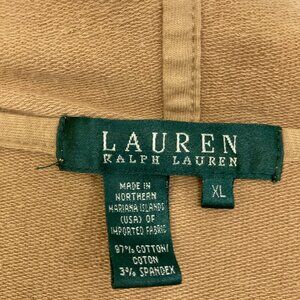 LAUREN
RALPH LAUREN
MADE IN
NORTHERN
MARIANA ISLANDS
(USA) OF
IMPORTED FABRIC
97% COTTON/
COTON
3% SPANDEX
XL